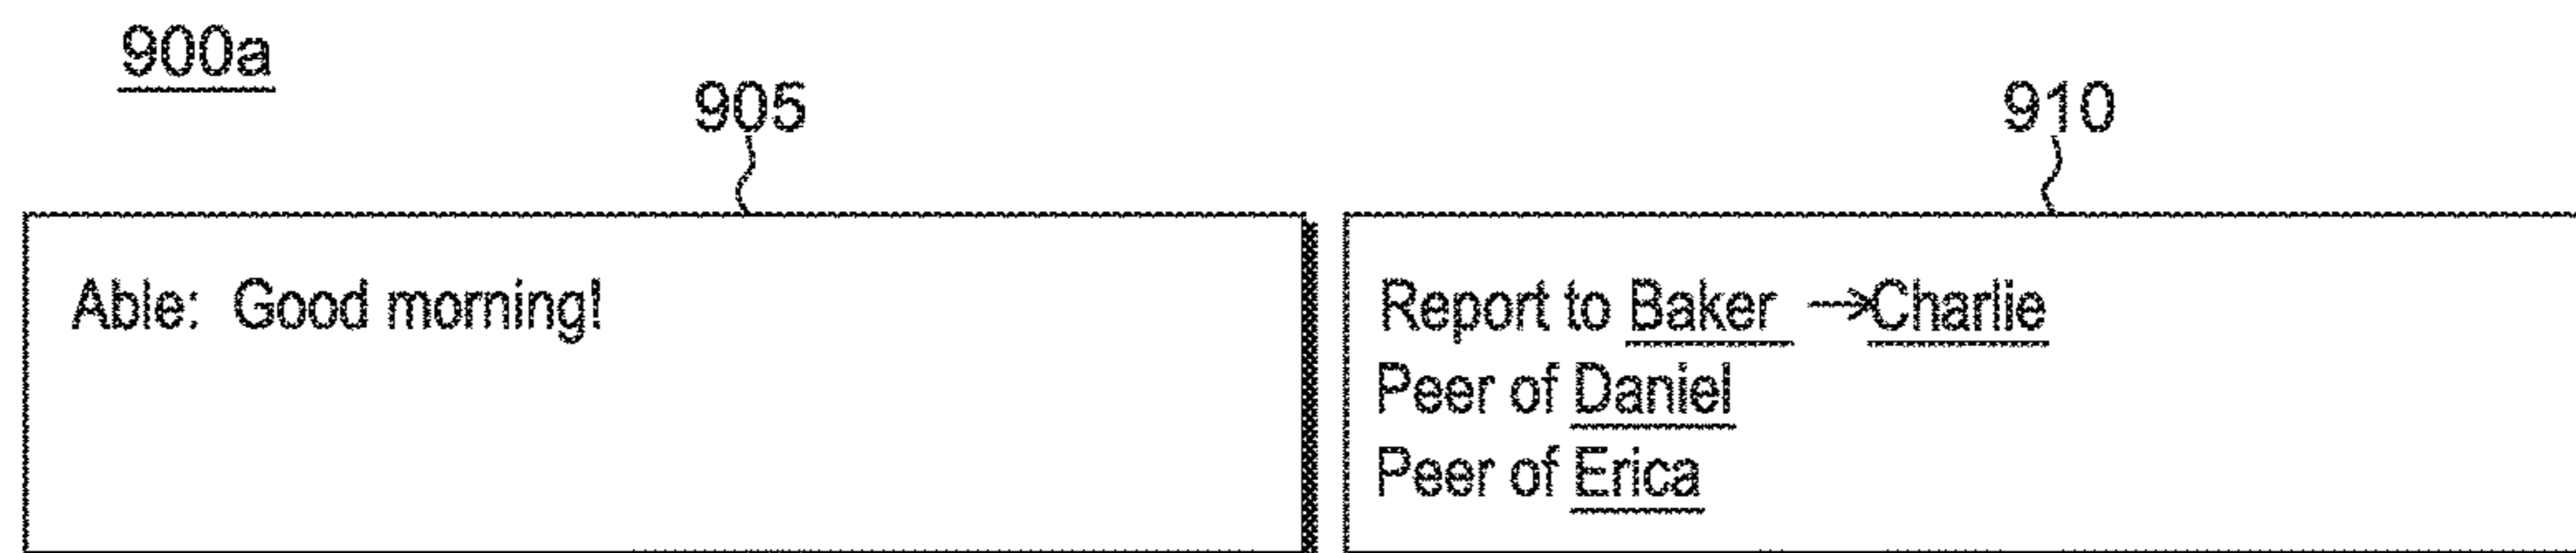 900a
905
910
Able: Good morning!
Report to Baker →Charlie
Peer of Daniel
Peer of Erica